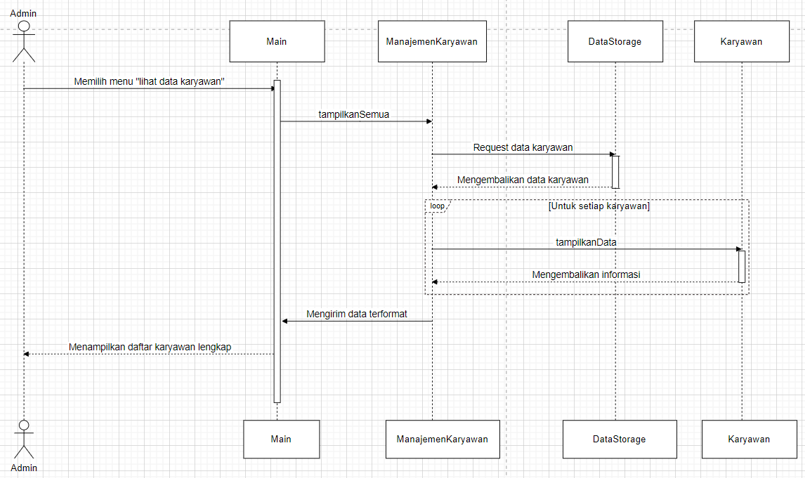 Admin
Main
ManajemenKaryawan
DataStorage
Karyawan
Memilih menu "lihat data karyawan"
tampilkanSemua
Request data karyawan
Mengembalikan data karyawan
loop
[Untuk setiap karyawan]
tampilkanData
Mengembalikan informasi
Mengirim data terformat
Menampilkan daftar karyawan lengkap
Main
ManajemenKaryawan
DataStorage
Karyawan
Admin